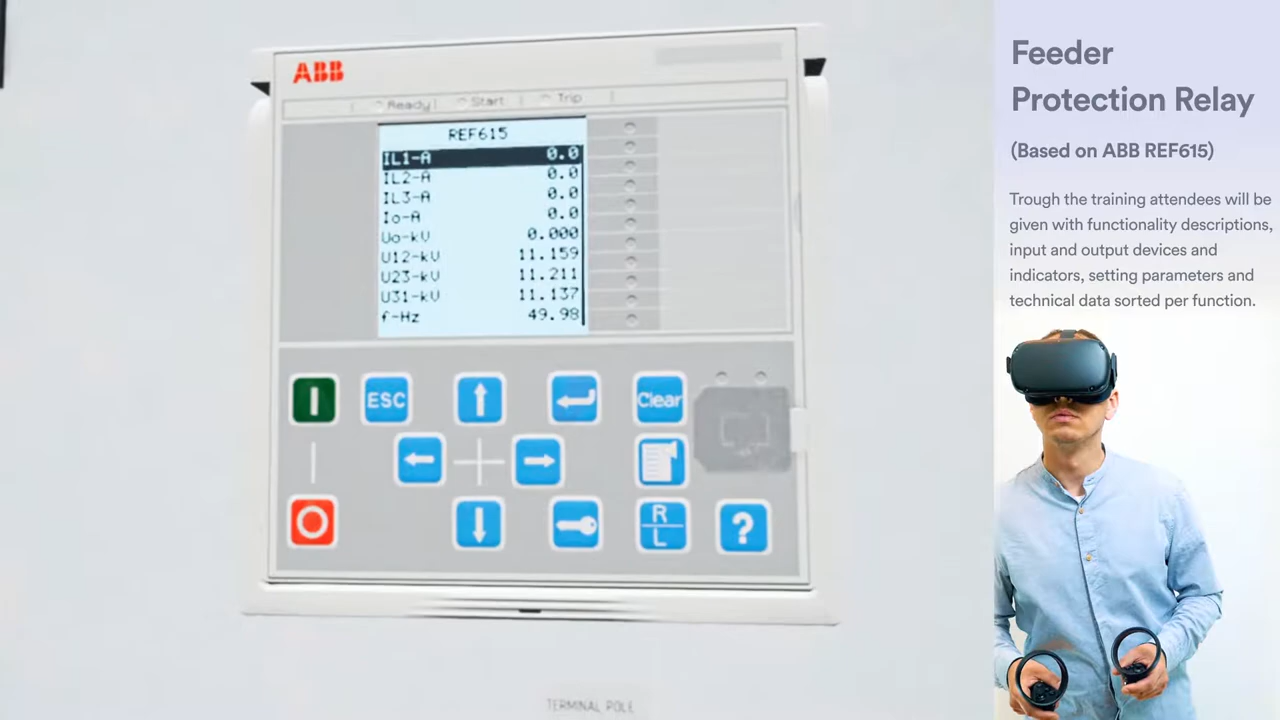 ABB
Ready
Start
Trip
REF615
IL1-A 0.0
IL2-A 0.0
IL3-A 0.0
Io-A 0.0
Uo-kV 0.000
U12-kV 11.159
U23-kV 11.211
U31-kV 11.137
f-Hz 49.98
ESC
Clear
R
L
?
TERMINAL POLE
Feeder
Protection Relay
(Based on ABB REF615)
Trough the training attendees will be
given with functionality descriptions,
input and output devices and
indicators, setting parameters and
technical data sorted per function.